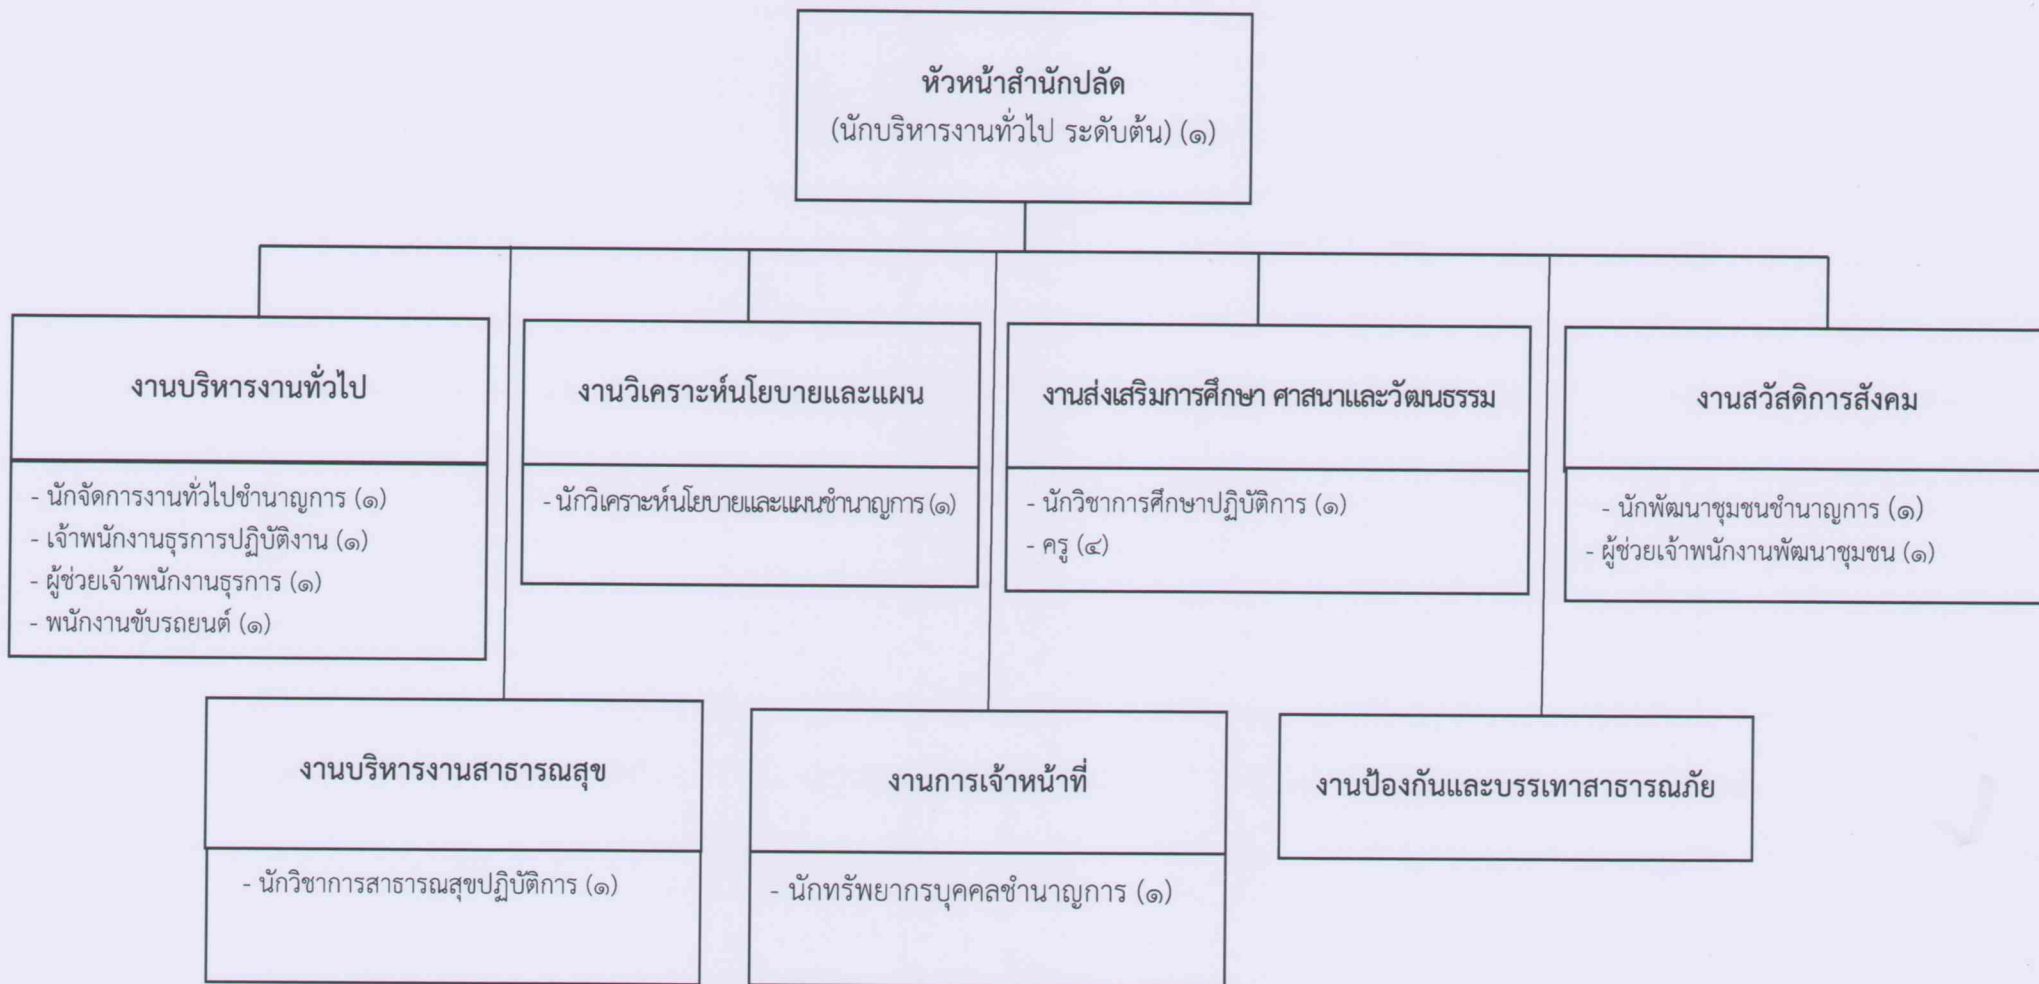 หัวหน้าสำนักปลัด
(นักบริหารงานทั่วไป ระดับต้น) (๑)
งานบริหารงานทั่วไป
- นักจัดการงานทั่วไปชำนาญการ (๑)
- เจ้าพนักงานธุรการปฏิบัติงาน (๑)
- ผู้ช่วยเจ้าพนักงานธุรการ (๑)
- พนักงานขับรถยนต์ (๑)
งานวิเคราะห์นโยบายและแผน
- นักวิเคราะห์นโยบายและแผนชำนาญการ (๑)
งานส่งเสริมการศึกษา ศาสนาและวัฒนธรรม
- นักวิชาการศึกษาปฏิบัติการ (๑)
- ครู (๔)
งานสวัสดิการสังคม
- นักพัฒนาชุมชนชำนาญการ (๑)
- ผู้ช่วยเจ้าพนักงานพัฒนาชุมชน (๑)
งานบริหารงานสาธารณสุข
- นักวิชาการสาธารณสุขปฏิบัติการ (๑)
งานการเจ้าหน้าที่
- นักทรัพยากรบุคคลชำนาญการ (๑)
งานป้องกันและบรรเทาสาธารณภัย